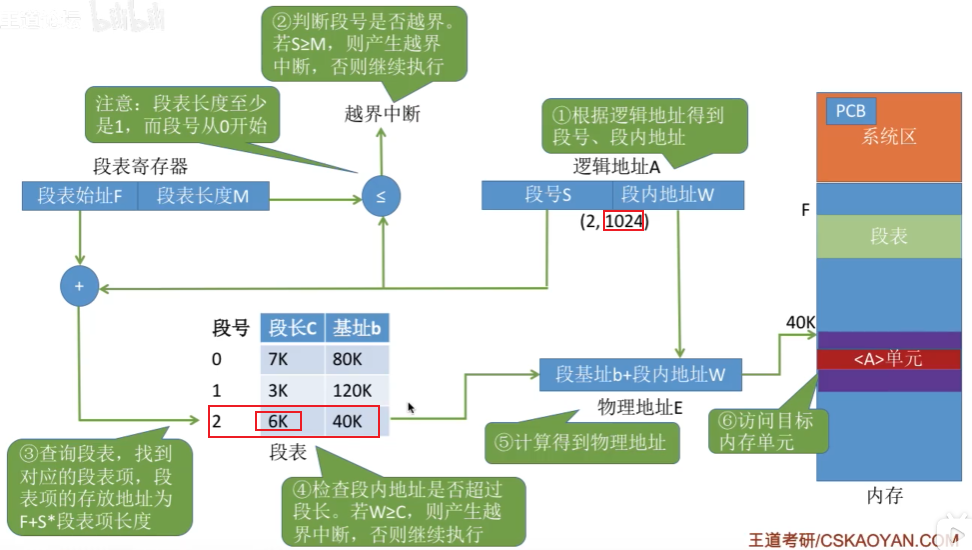 bilibili
②判断段号是否越界。
若S≥M，则产生越界
中断，否则继续执行
注意：段表长度至少
是1，而段号从0开始
越界中断
①根据逻辑地址得到
段号、段内地址
PCB
系统区
段表寄存器
逻辑地址A
段表始址F
段表长度M
≤
段号S
段内地址W
(2, 1024)
F
段表
+
段号
段长C
基址b
0
7K
80K
1
3K
120K
2
6K
40K
段表
40K
<A>单元
段基址b+段内地址W
物理地址E
③查询段表，找到
对应的段表项，段
表项的存放地址为
F+S*段表项长度
④检查段内地址是否超过
段长。若W≥C，则产生越
界中断，否则继续执行
⑤计算得到物理地址
⑥访问目标
内存单元
内存
王道考研/CSKAOYAN.COM